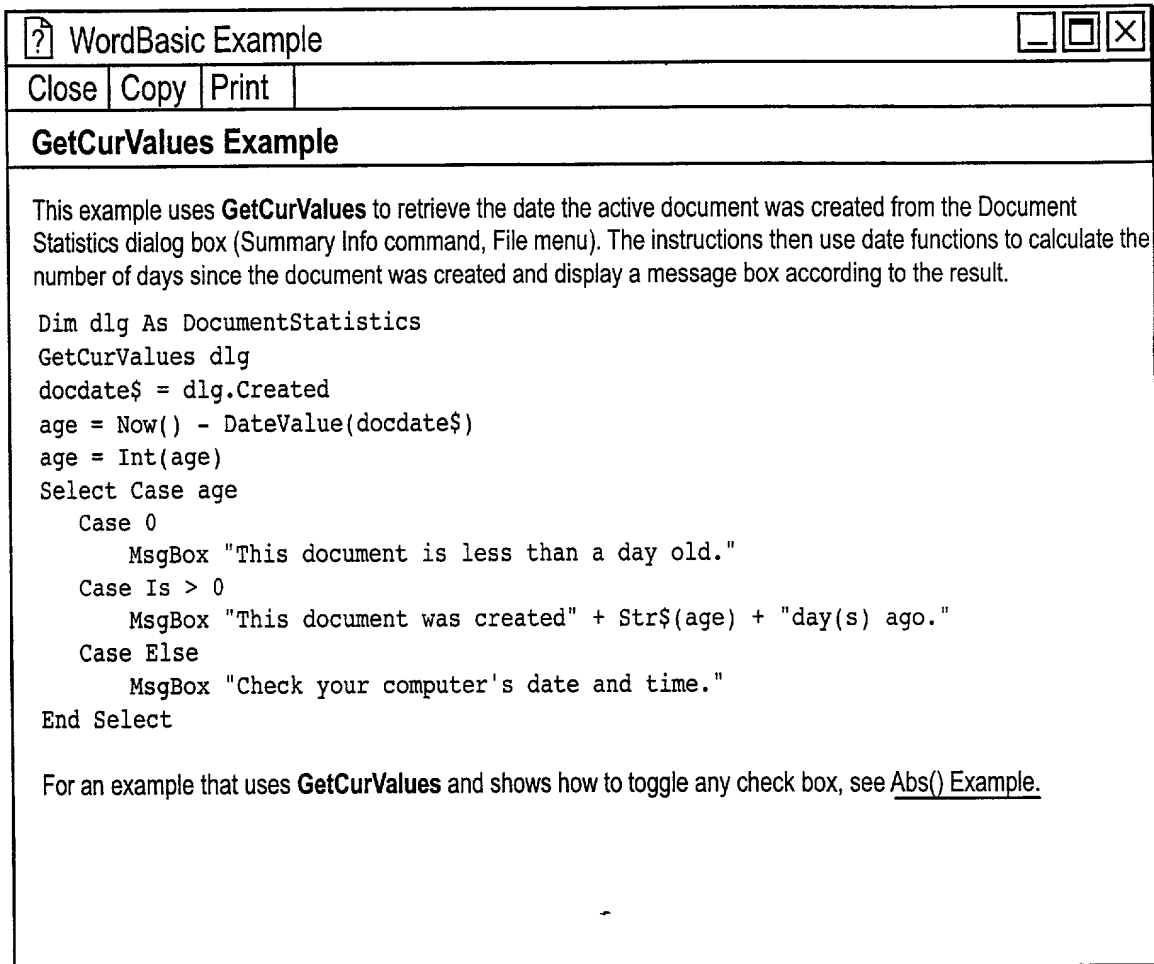 ? WordBasic Example
Close Copy Print
GetCurValues Example
This example uses GetCurValues to retrieve the date the active document was created from the Document
Statistics dialog box (Summary Info command, File menu). The instructions then use date functions to calculate the
number of days since the document was created and display a message box according to the result.
Dim dlg As DocumentStatistics
GetCurValues dlg
docdate$ = dlg.Created
age = Now() - DateValue(docdate$)
age = Int(age)
Select Case age
Case 0
MsgBox "This document is less than a day old."
Case Is > 0
MsgBox "This document was created" + Str$(age) + "day(s) ago."
Case Else
MsgBox "Check your computer's date and time."
End Select
For an example that uses GetCurValues and shows how to toggle any check box, see Abs() Example.